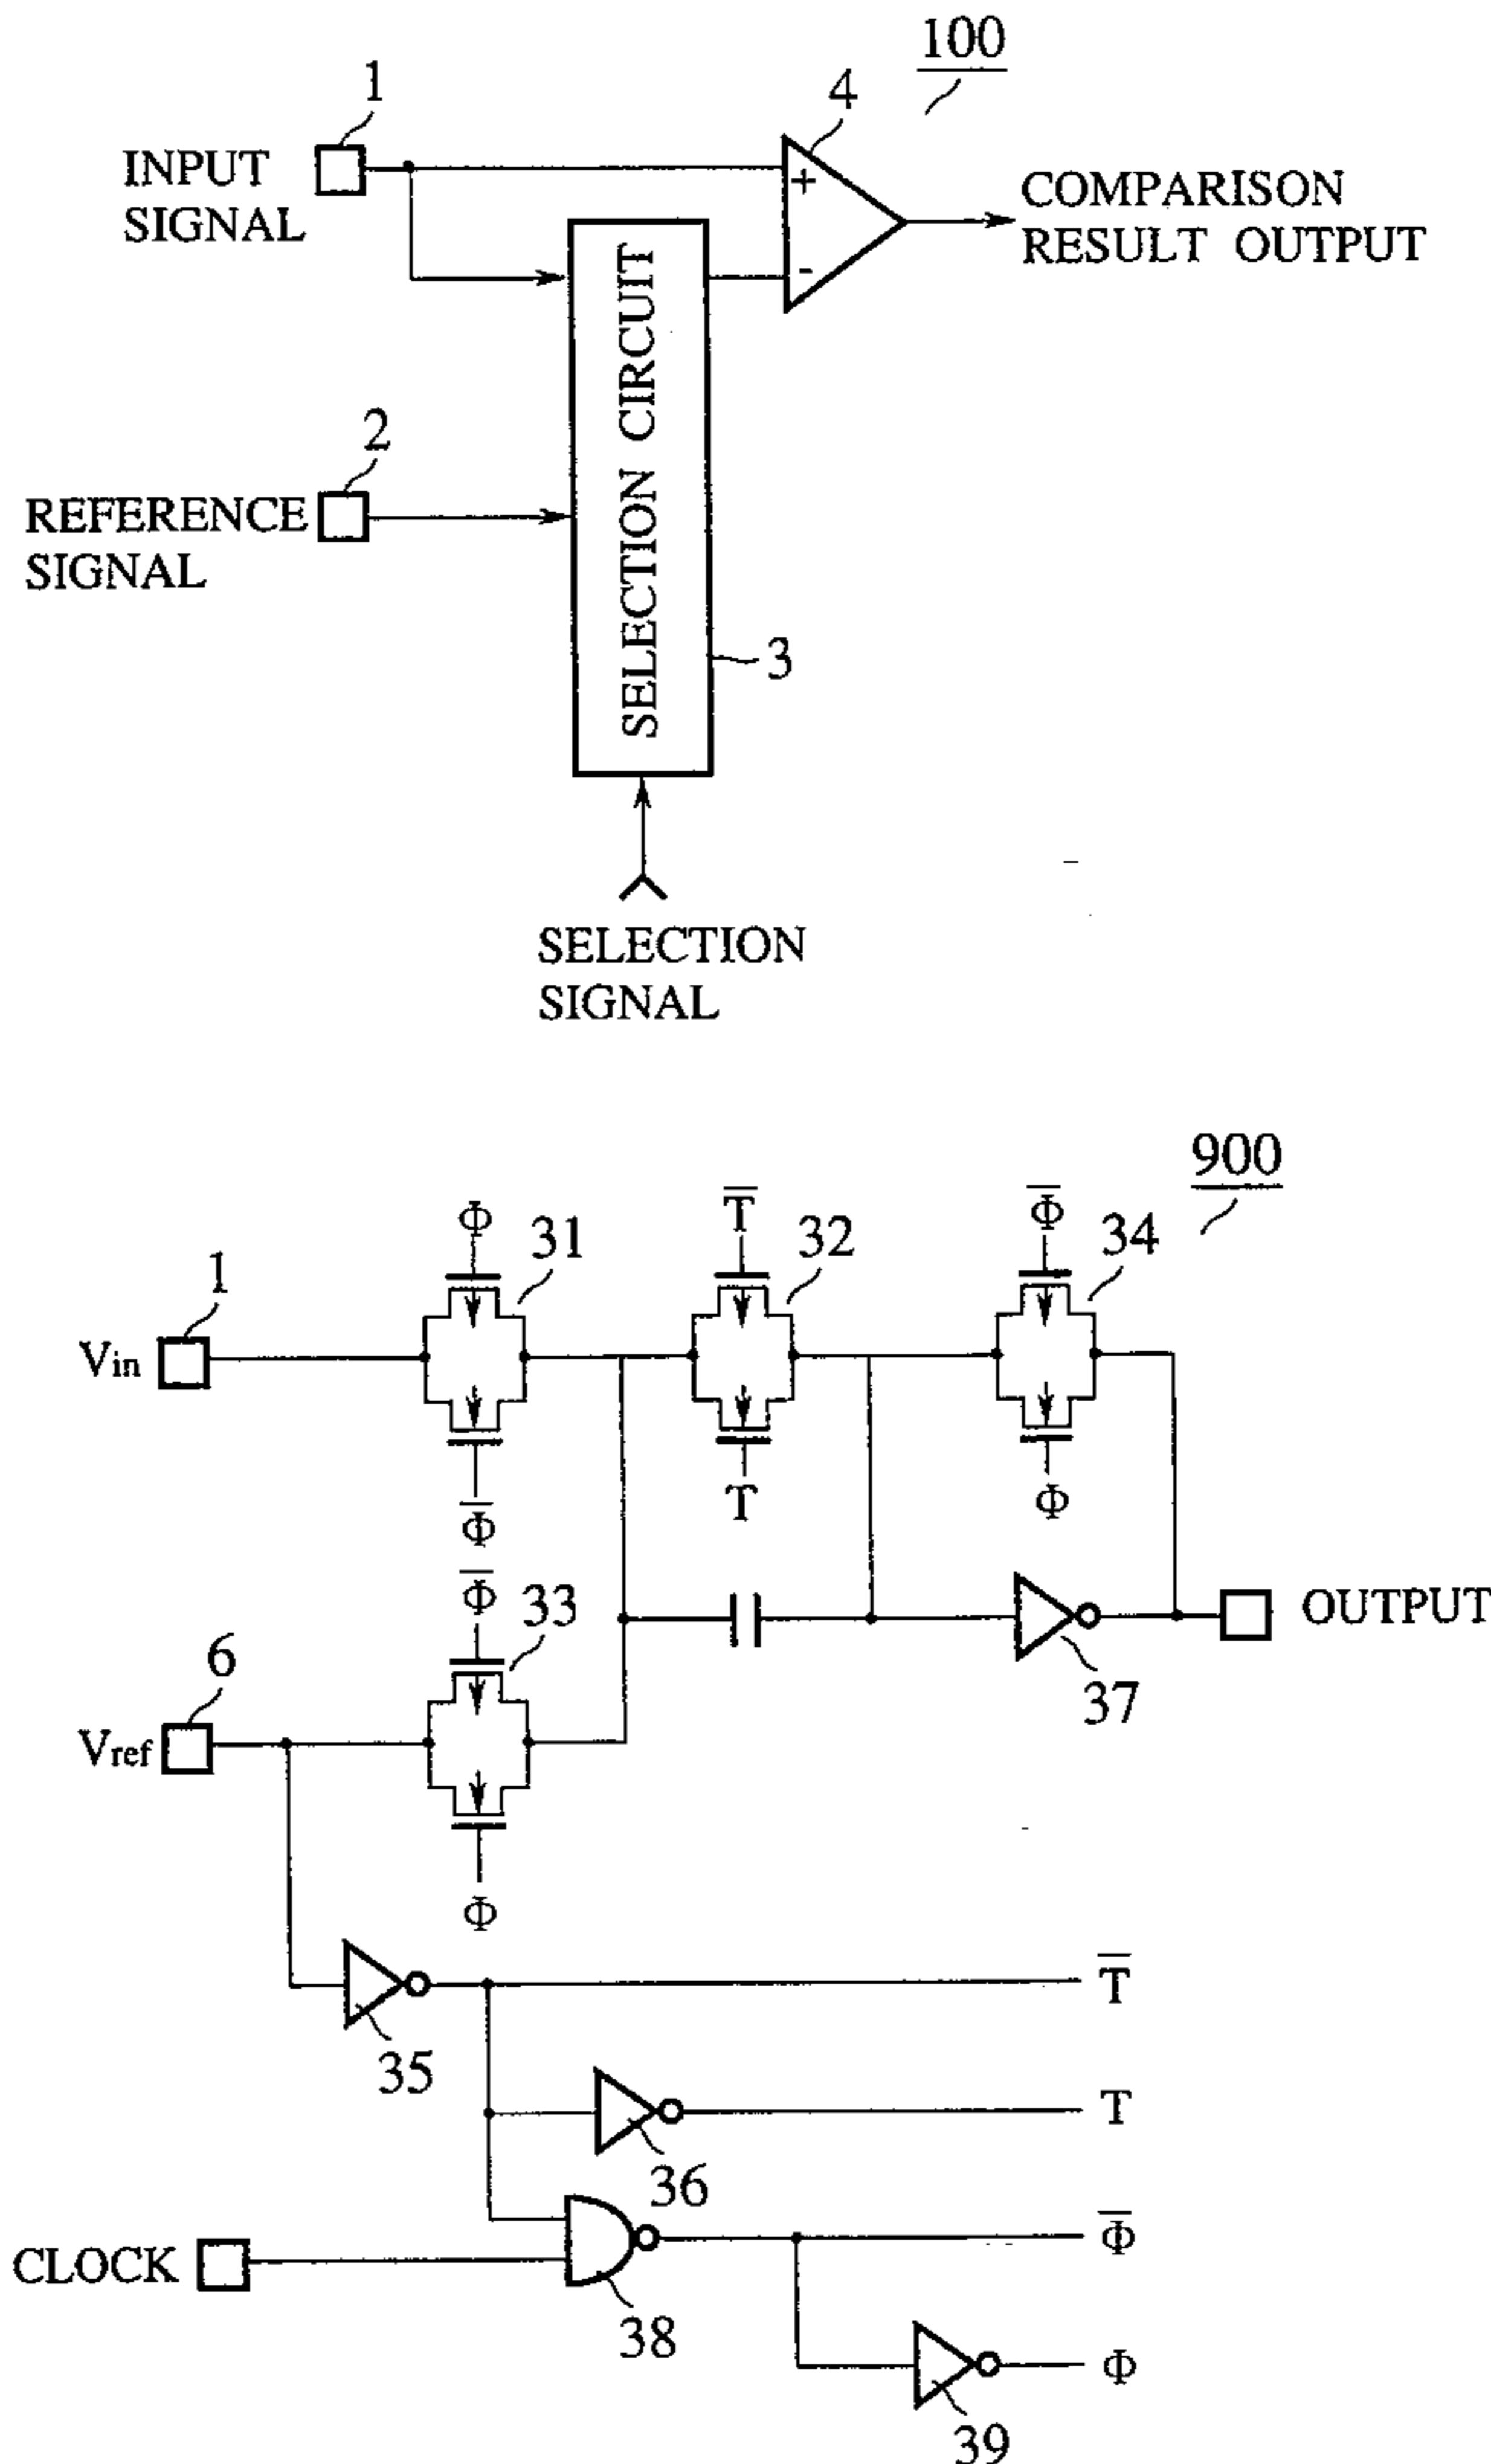 100
1
4
INPUT
SIGNAL
+
-
COMPARISON
RESULT OUTPUT
SELECTION CIRCUIT
2
REFERENCE
SIGNAL
3
SELECTION
SIGNAL
900
Φ
31
T̅
32
Φ̅
34
1
Vin
Φ̅
T
Φ
Φ̅
33
OUTPUT
37
6
Vref
Φ
T̅
35
T
36
Φ̅
CLOCK
38
Φ
39